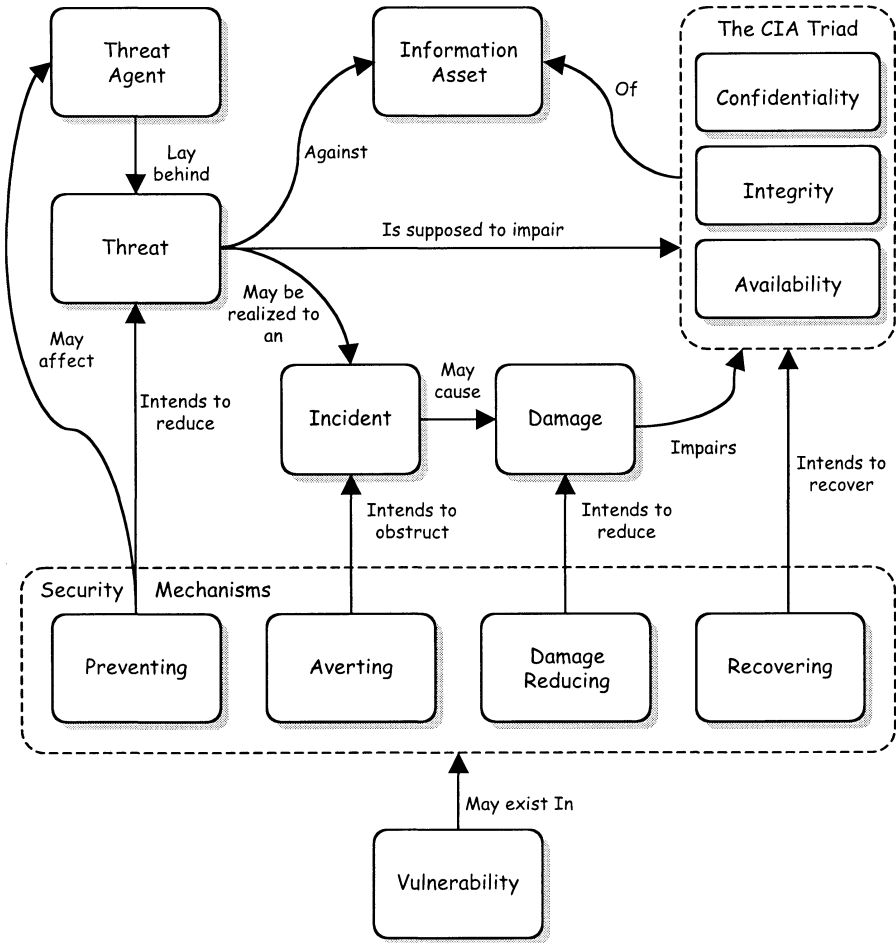 Threat
Agent
Information
Asset
The CIA Triad
Confidentiality
Of
Lay
behind
Against
Integrity
Threat
Is supposed to impair
Availability
May be
realized to
an
May
affect
Intends to
reduce
Incident
May
cause
Damage
Impairs
Intends to
recover
Intends to
obstruct
Intends to
reduce
Security Mechanisms
Preventing
Averting
Damage
Reducing
Recovering
May exist In
Vulnerability